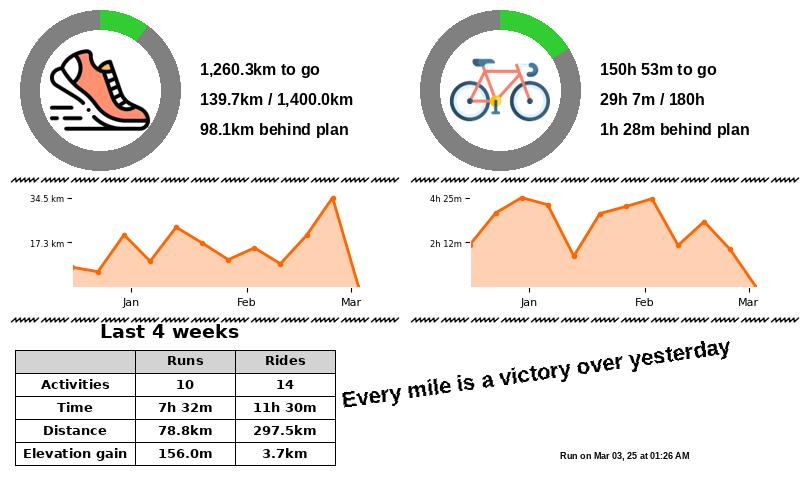 1,260.3km to go
139.7km / 1,400.0km
98.1km behind plan
150h 53m to go
29h 7m / 180h
1h 28m behind plan
34.5 km
17.3 km
Jan Feb Mar
4h 25m
2h 12m
Jan Feb Mar
Last 4 weeks
Runs Rides
Activities 10 14
Time 7h 32m 11h 30m
Distance 78.8km 297.5km
Elevation gain 156.0m 3.7km
Every mile is a victory over yesterday
Run on Mar 03, 25 at 01:26 AM